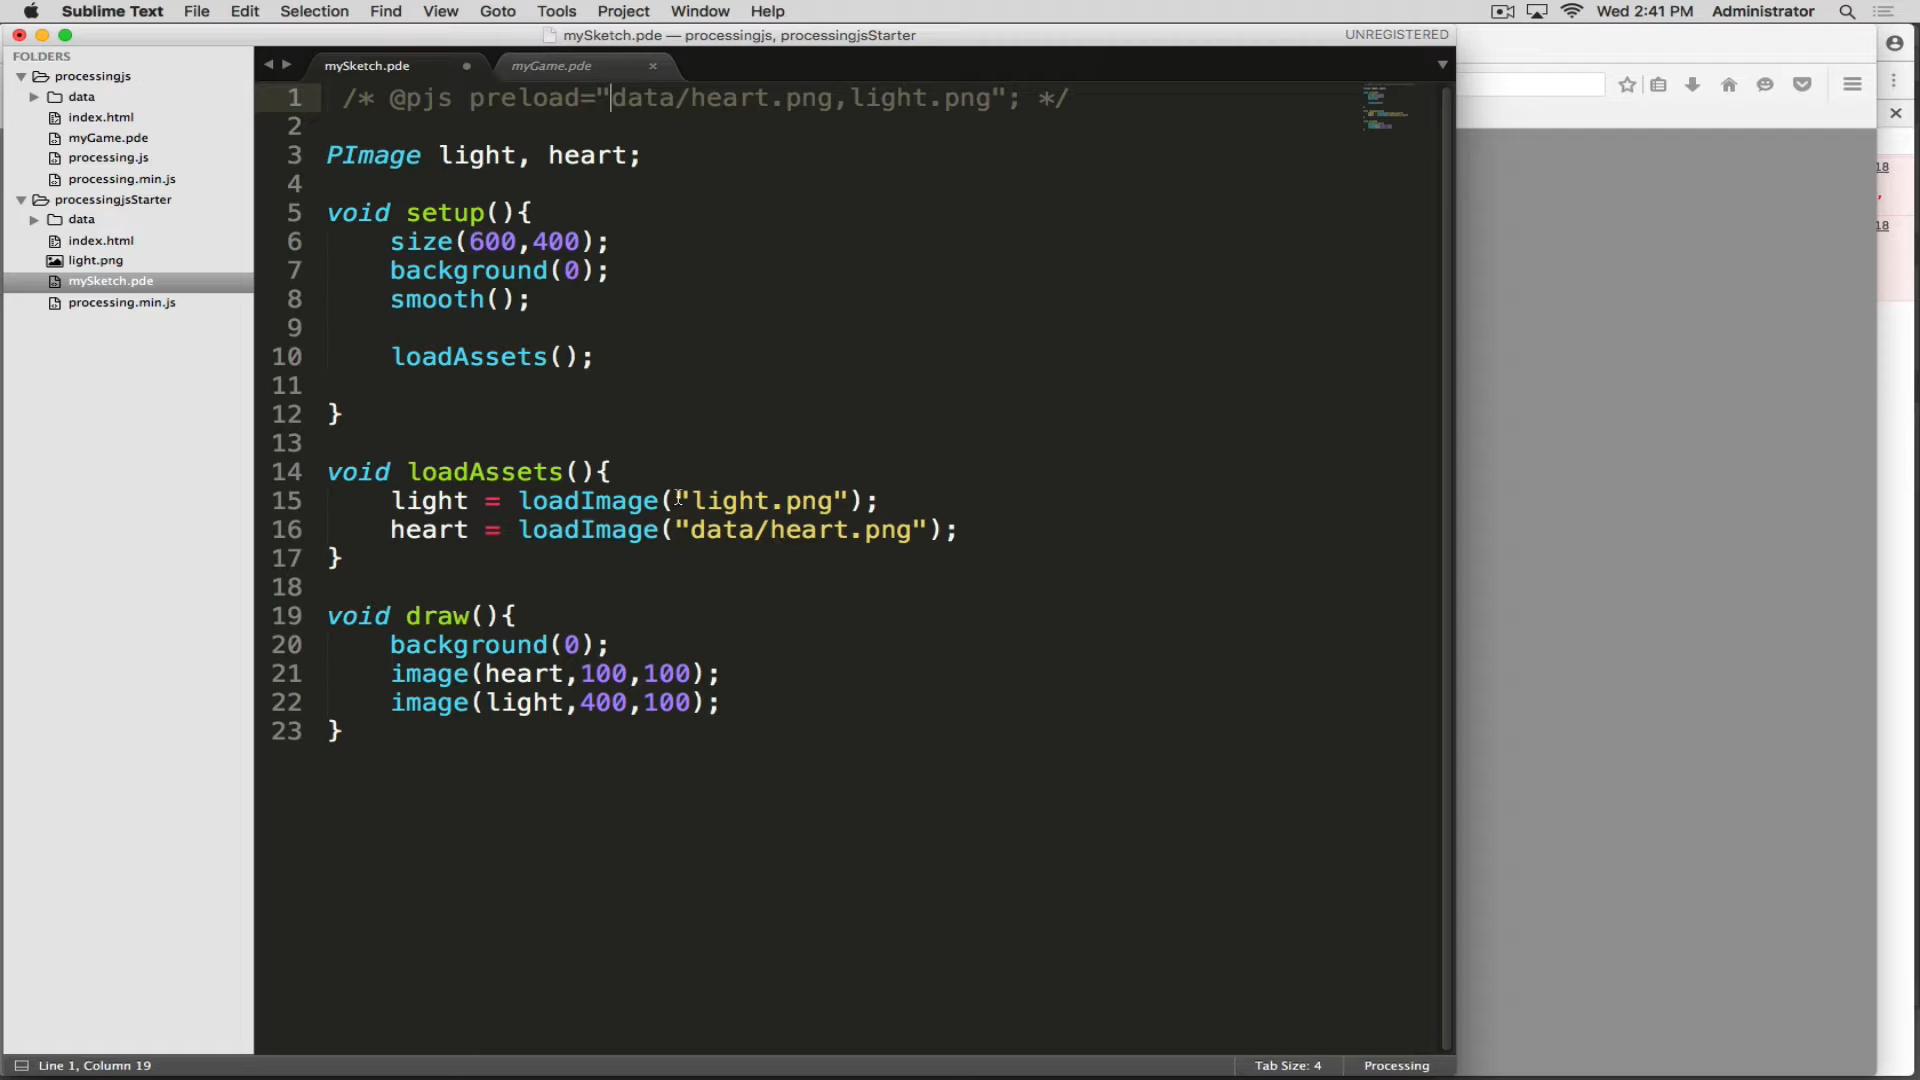 Sublime Text File Edit Selection Find View Goto Tools Project Window Help Wed 2:41 PM Administrator
mySketch.pde — processingjs, processingjsStarter UNREGISTERED
FOLDERS
processingjs
data
index.html
myGame.pde
processing.js
processing.min.js
processingjsStarter
data
index.html
light.png
mySketch.pde
processing.min.js
mySketch.pde myGame.pde
1 /* @pjs preload="data/heart.png,light.png"; */
2
3 PImage light, heart;
4
5 void setup(){
6 size(600,400);
7 background(0);
8 smooth();
9
10 loadAssets();
11
12 }
13
14 void loadAssets(){
15 light = loadImage("light.png");
16 heart = loadImage("data/heart.png");
17 }
18
19 void draw(){
20 background(0);
21 image(heart,100,100);
22 image(light,400,100);
23 }
18
18
Line 1, Column 19 Tab Size: 4 Processing